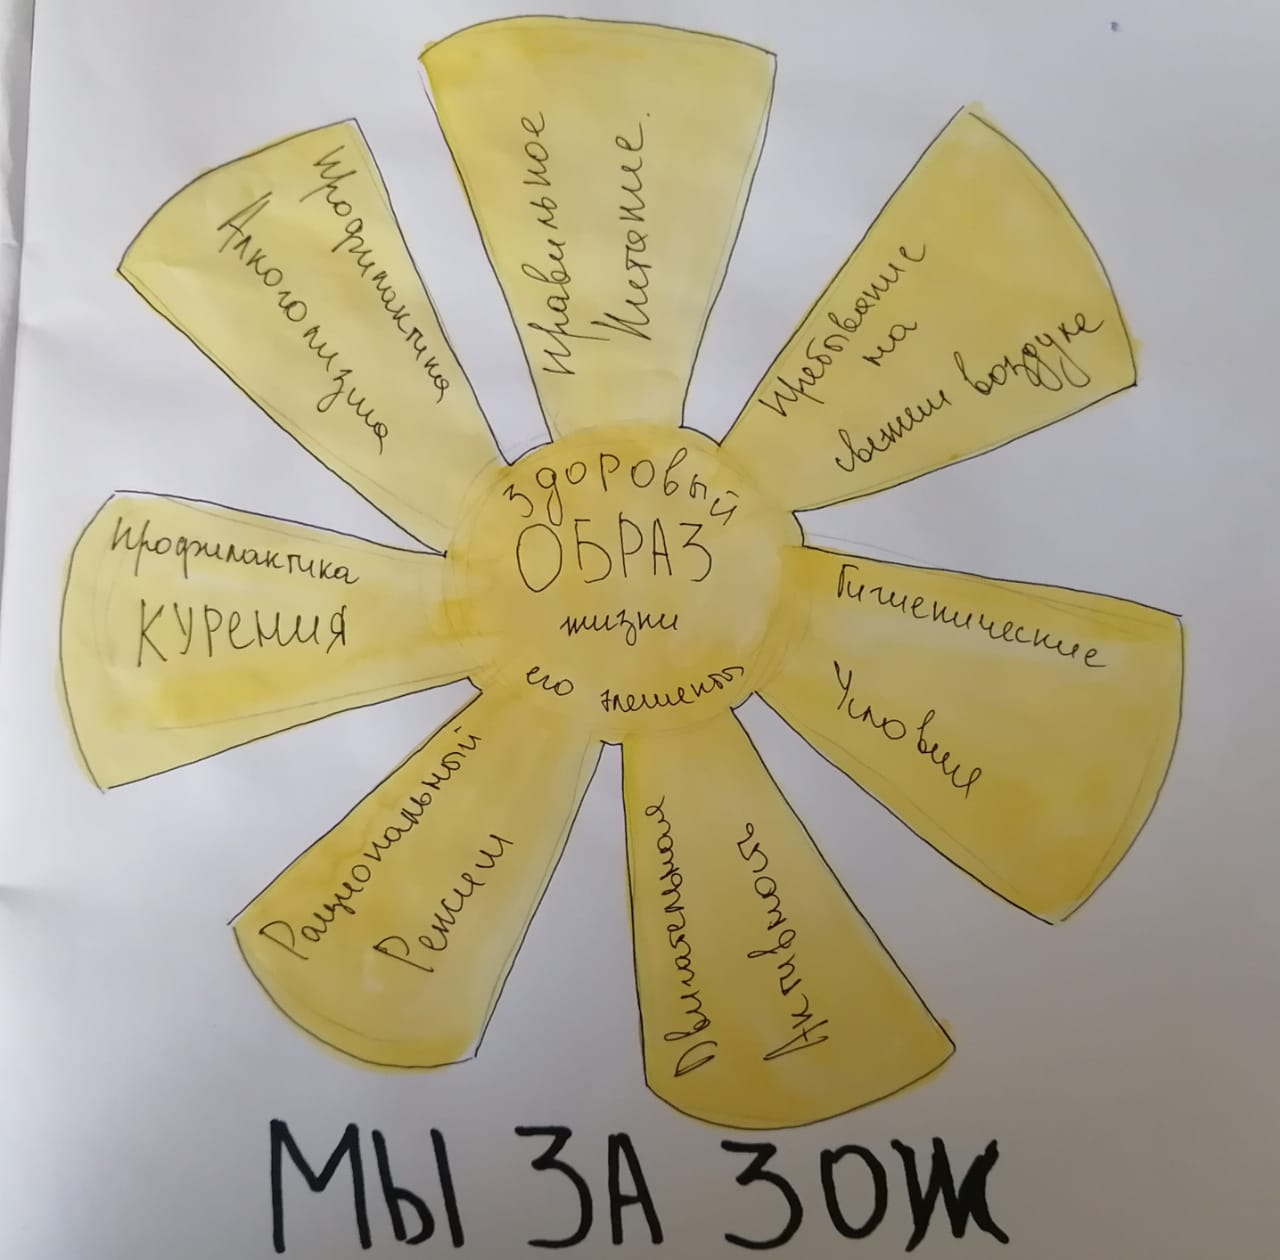 здоровый
ОБРАЗ
жизни
его элементы
правильное
Питание.
пребывание
на
свежем воздухе
Гигиенические
Условия
Двигательная
Активность
Рациональный
Режим
профилактика
КУРЕНИЯ
профилактика
Алкоголизма
МЫ ЗА ЗОЖ